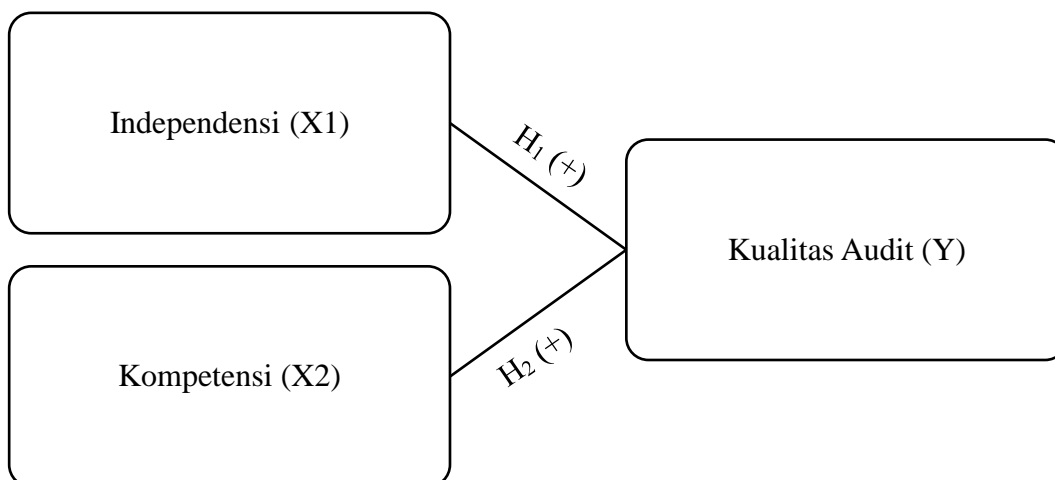 Independensi (X1)
H₁ (+)
Kualitas Audit (Y)
Kompetensi (X2)
H₂ (+)